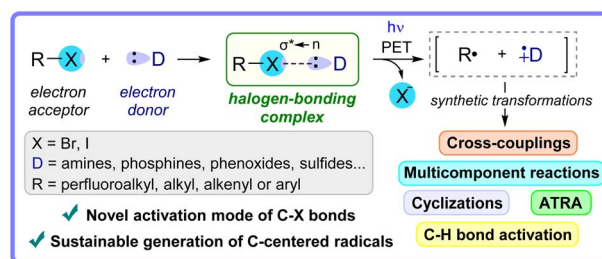 R X + :D
electron acceptor
electron donor
σ* ← n
R X :D
halogen-bonding complex
hν
PET
X⁻
R• + D
synthetic transformations
X = Br, I
D = amines, phosphines, phenoxides, sulfides...
R = perfluoroalkyl, alkyl, alkenyl or aryl
Novel activation mode of C-X bonds
Sustainable generation of C-centered radicals
Cross-couplings
Multicomponent reactions
Cyclizations
ATRA
C-H bond activation